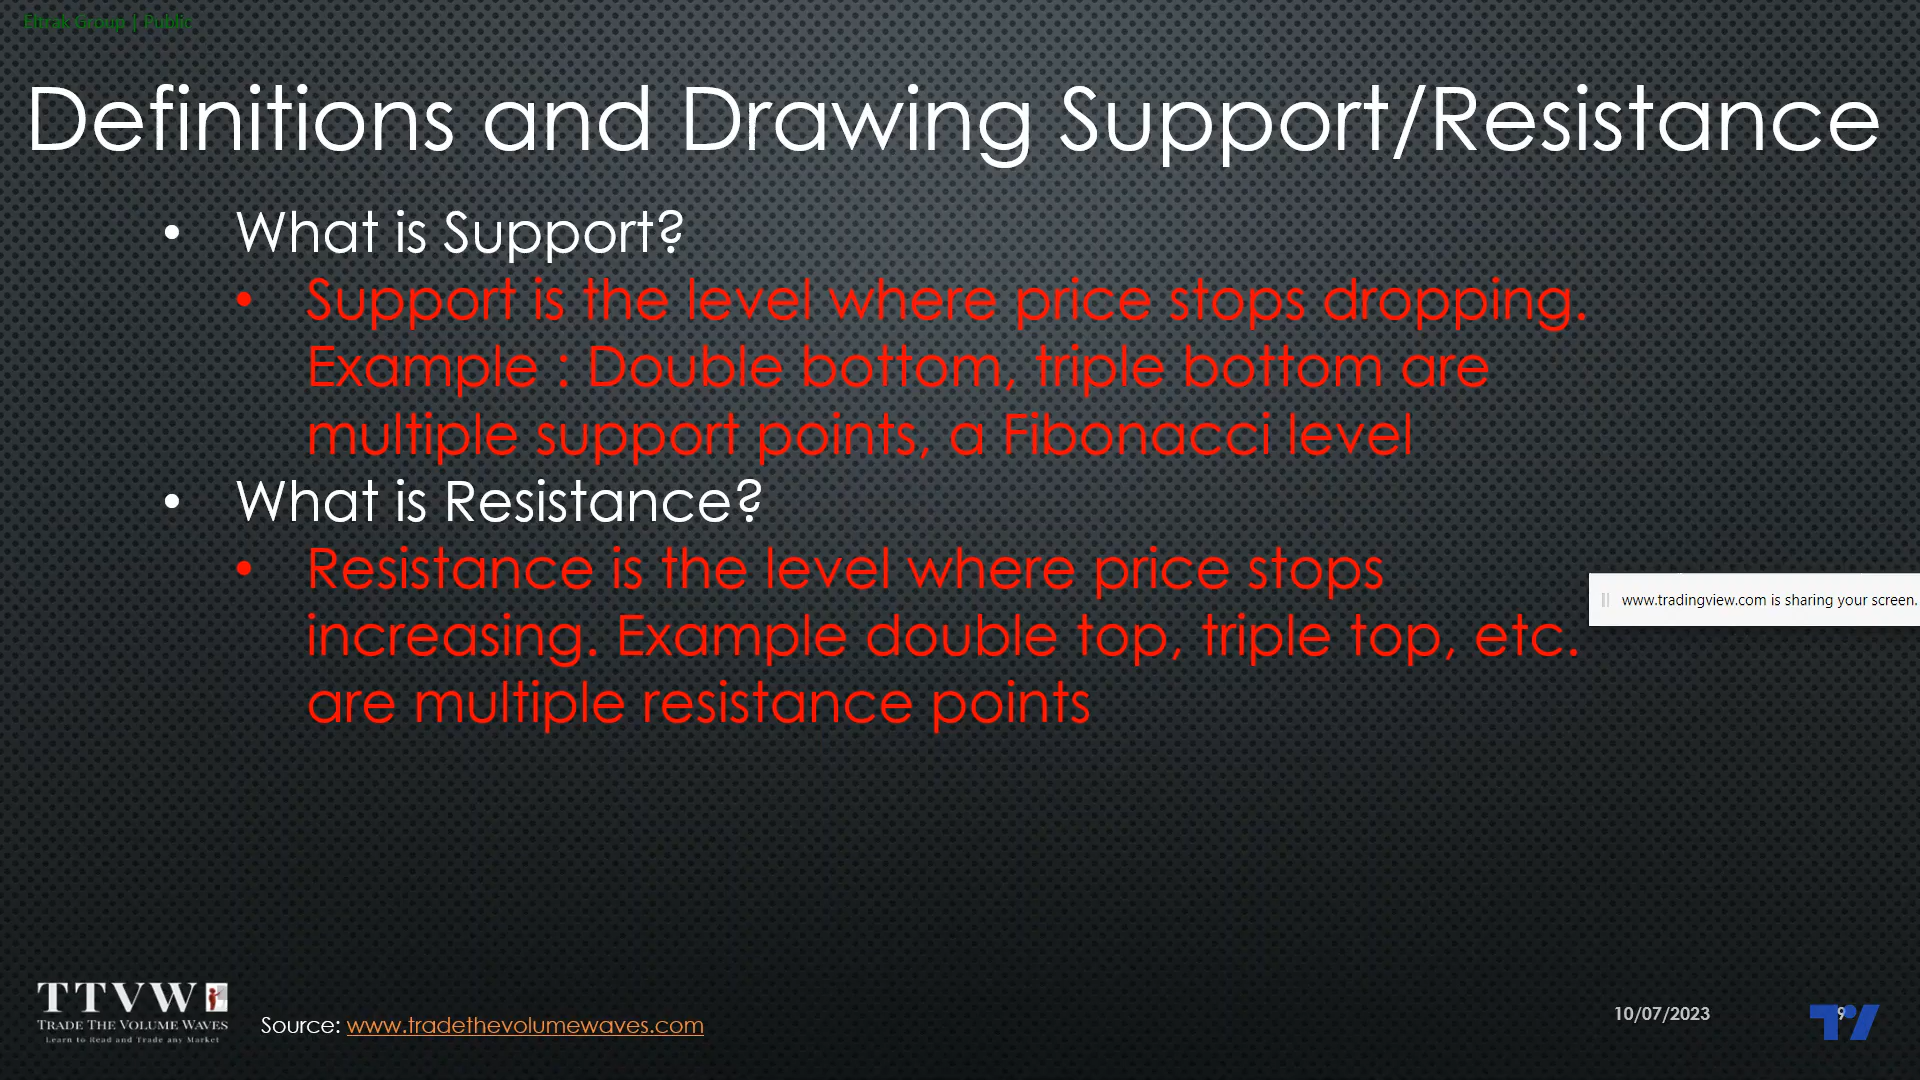 Eftrak Group | Public
Definitions and Drawing Support/Resistance
• What is Support?
• Support is the level where price stops dropping.
Example : Double bottom, triple bottom are
multiple support points, a Fibonacci level
• What is Resistance?
• Resistance is the level where price stops
increasing. Example double top, triple top, etc.
are multiple resistance points
www.tradingview.com is sharing your screen.
TTVW
TRADE THE VOLUME WAVES
Learn to Read and Trade any Market
Source: www.tradethevolumewaves.com
10/07/2023
9